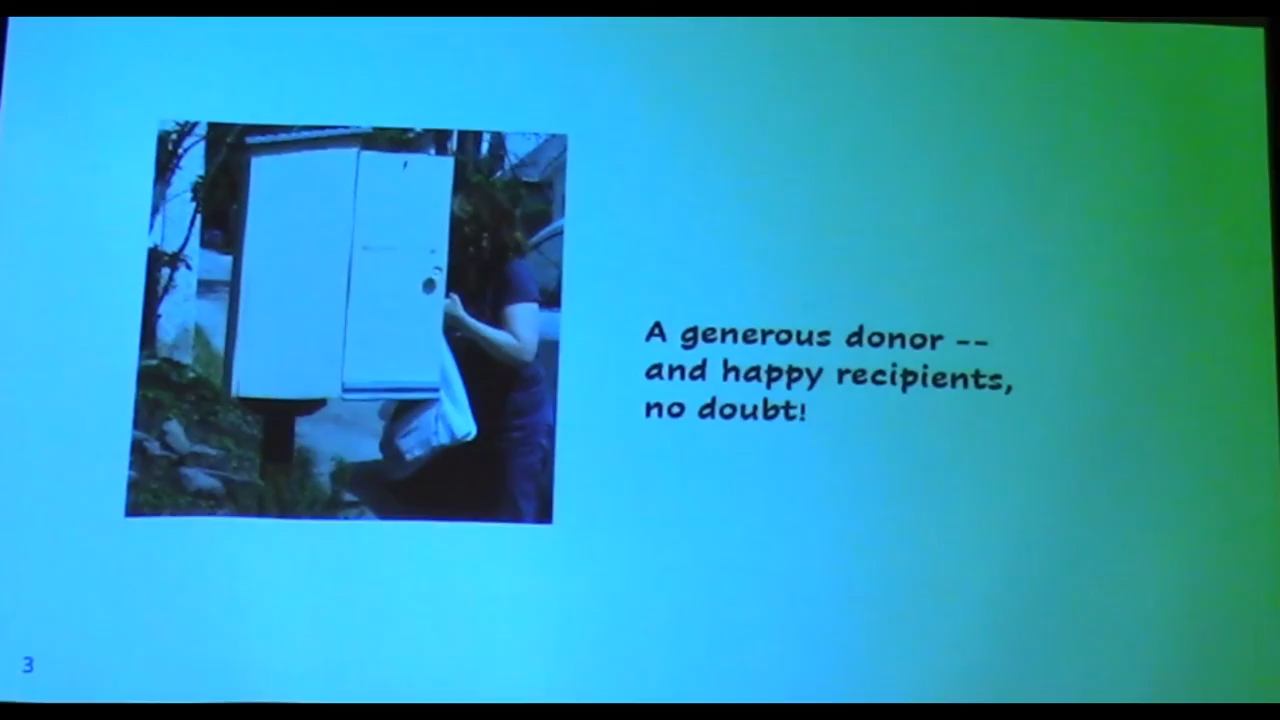 A generous donor --
and happy recipients,
no doubt!
3